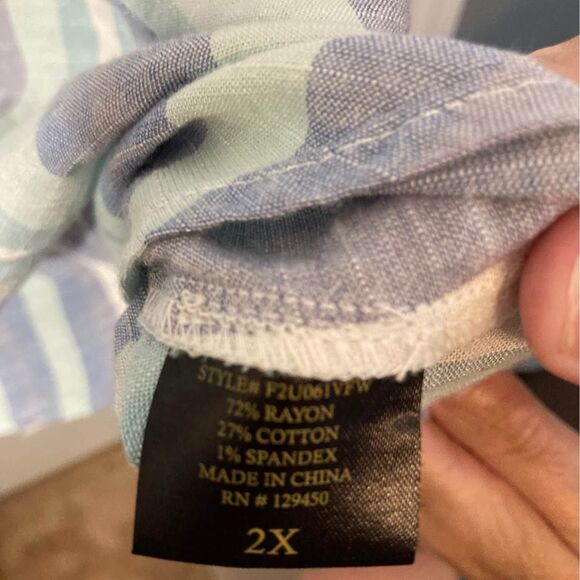 STYLE# F2U061VFW
72% RAYON
27% COTTON
1% SPANDEX
MADE IN CHINA
RN # 129450
2X